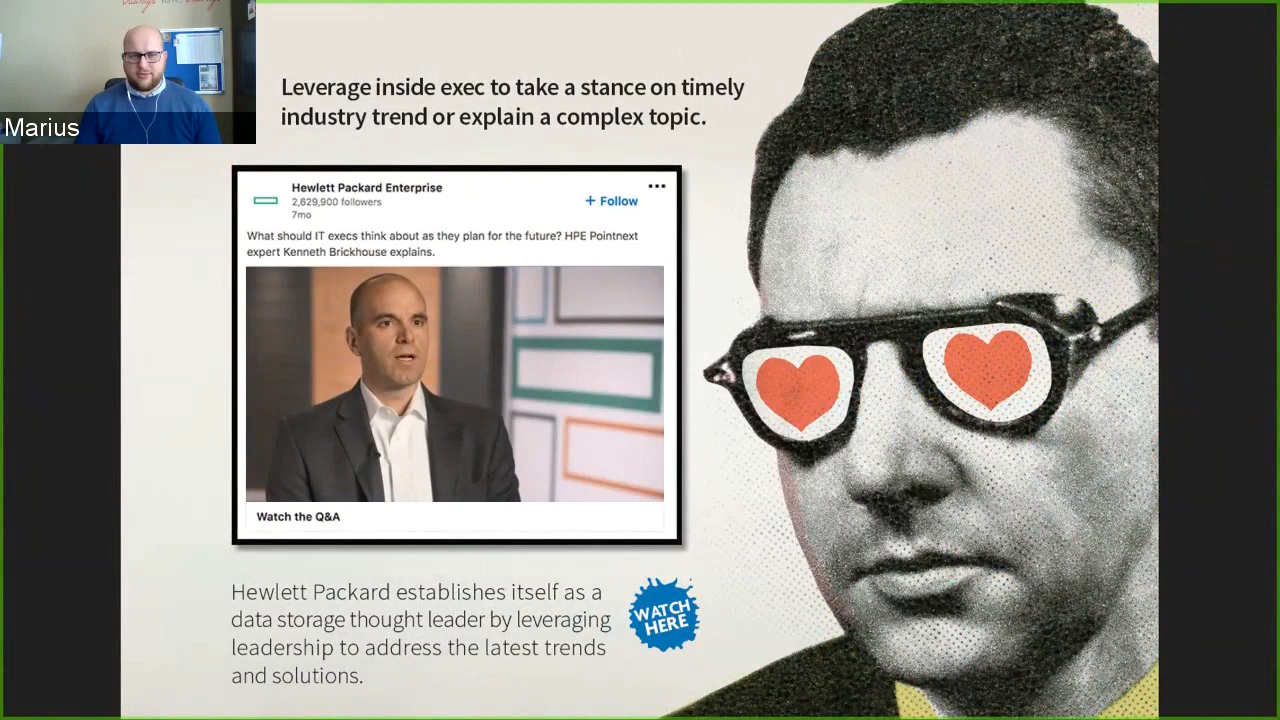 Marius
Leverage inside exec to take a stance on timely
industry trend or explain a complex topic.
Hewlett Packard Enterprise
2,629,900 followers
7mo
+ Follow
What should IT execs think about as they plan for the future? HPE Pointnext
expert Kenneth Brickhouse explains.
Watch the Q&A
Hewlett Packard establishes itself as a
data storage thought leader by leveraging
leadership to address the latest trends
and solutions.
WATCH
HERE